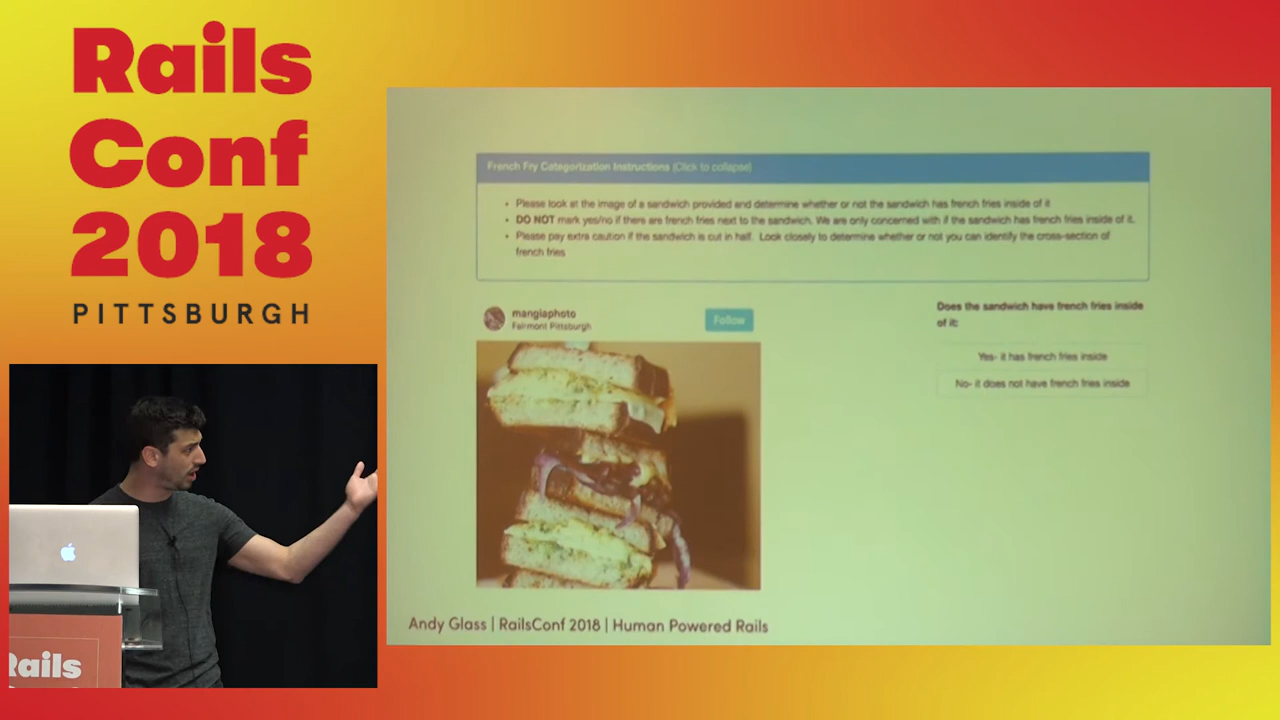 Rails
Conf
2018
PITTSBURGH
French Fry Categorization Instructions (Click to collapse)
Please look at the image of a sandwich provided and determine whether or not the sandwich has french fries inside of it
DO NOT mark yes/no if there are french fries next to the sandwich. We are only concerned with if the sandwich has french fries inside of it.
Please pay extra caution if the sandwich is cut in half. Look closely to determine whether or not you can identify the cross-section of
french fries
mangiaphoto
Fairmont Pittsburgh
Follow
Does the sandwich have french fries inside
of it:
Yes- it has french fries inside
No- it does not have french fries inside
Andy Glass | RailsConf 2018 | Human Powered Rails
Rails